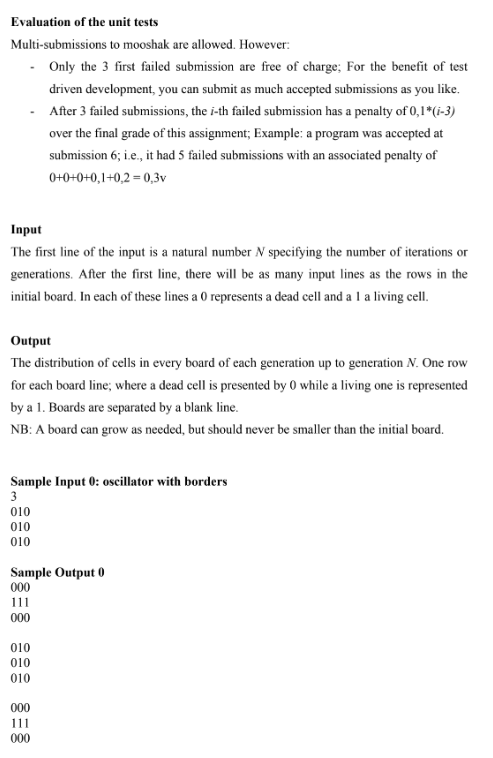 Evaluation of the unit tests
Multi-submissions to mooshak are allowed. However:
- Only the 3 first failed submission are free of charge; For the benefit of test
driven development, you can submit as much accepted submissions as you like.
- After 3 failed submissions, the i-th failed submission has a penalty of 0,1*(i-3)
over the final grade of this assignment; Example: a program was accepted at
submission 6; i.e., it had 5 failed submissions with an associated penalty of
0+0+0+0,1+0,2 = 0,3v
Input
The first line of the input is a natural number N specifying the number of iterations or
generations. After the first line, there will be as many input lines as the rows in the
initial board. In each of these lines a 0 represents a dead cell and a 1 a living cell.
Output
The distribution of cells in every board of each generation up to generation N. One row
for each board line; where a dead cell is presented by 0 while a living one is represented
by a 1. Boards are separated by a blank line.
NB: A board can grow as needed, but should never be smaller than the initial board.
Sample Input 0: oscillator with borders
3
010
010
010
Sample Output 0
000
111
000
010
010
010
000
111
000